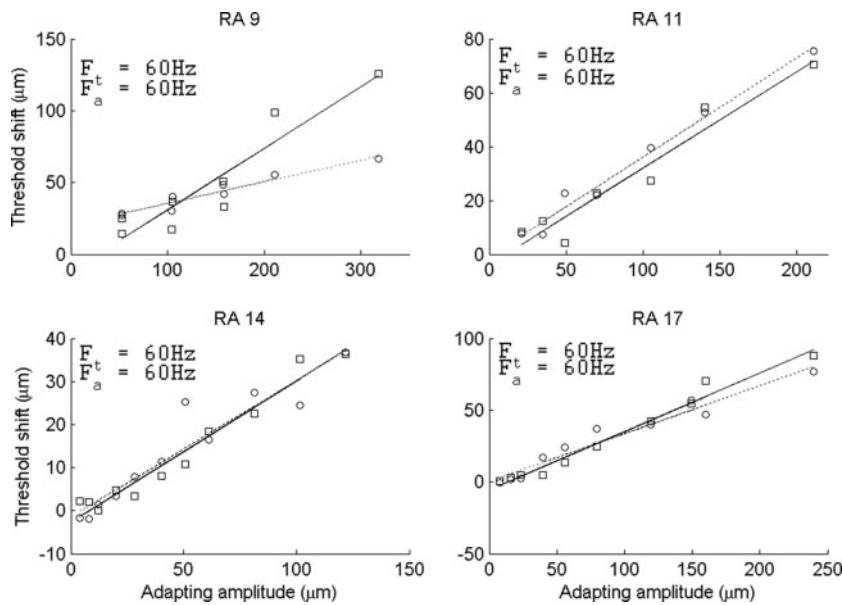 RA 9
F_t = 60Hz
F_a = 60Hz
150
100
50
0
0
100
200
300
Threshold shift (μm)
RA 11
F_t = 60Hz
F_a = 60Hz
80
60
40
20
0
0
50
100
150
200
RA 14
F_t = 60Hz
F_a = 60Hz
40
30
20
10
0
-10
0
50
100
150
Threshold shift (μm)
Adapting amplitude (μm)
RA 17
F_t = 60Hz
F_a = 60Hz
100
50
0
-50
0
50
100
150
200
250
Adapting amplitude (μm)